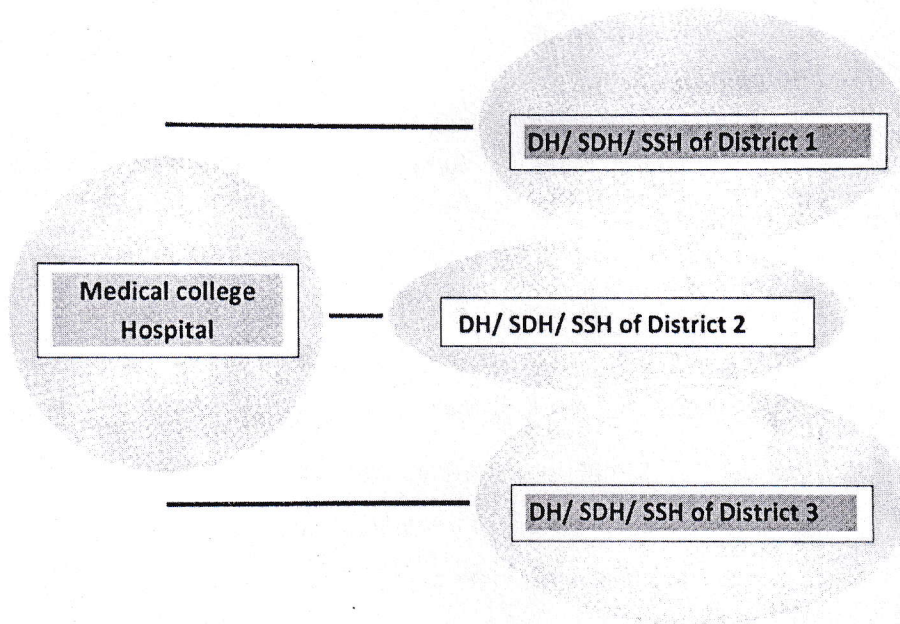 DH/ SDH/ SSH of District 1
Medical college
Hospital
DH/ SDH/ SSH of District 2
DH/ SDH/ SSH of District 3